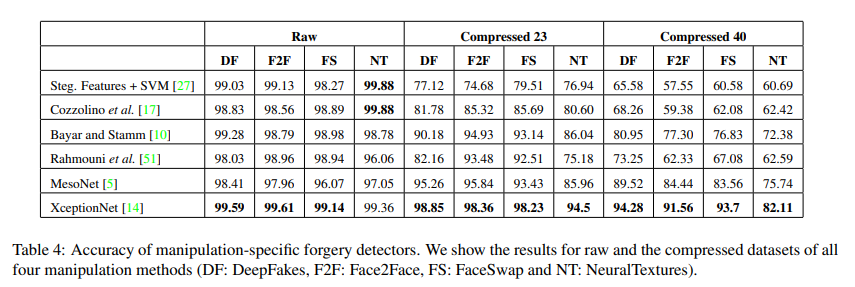 Raw Compressed 23 Compressed 40
DF F2F FS NT DF F2F FS NT DF F2F FS NT
Steg. Features + SVM [27] 99.03 99.13 98.27 99.88 77.12 74.68 79.51 76.94 65.58 57.55 60.58 60.69
Cozzolino et al. [17] 98.83 98.56 98.89 99.88 81.78 85.32 85.69 80.60 68.26 59.38 62.08 62.42
Bayar and Stamm [10] 99.28 98.79 98.98 98.78 90.18 94.93 93.14 86.04 80.95 77.30 76.83 72.38
Rahmouni et al. [51] 98.03 98.96 98.94 96.06 82.16 93.48 92.51 75.18 73.25 62.33 67.08 62.59
MesoNet [5] 98.41 97.96 96.07 97.05 95.26 95.84 93.43 85.96 89.52 84.44 83.56 75.74
XceptionNet [14] 99.59 99.61 99.14 99.36 98.85 98.36 98.23 94.5 94.28 91.56 93.7 82.11
Table 4: Accuracy of manipulation-specific forgery detectors. We show the results for raw and the compressed datasets of all
four manipulation methods (DF: DeepFakes, F2F: Face2Face, FS: FaceSwap and NT: NeuralTextures).